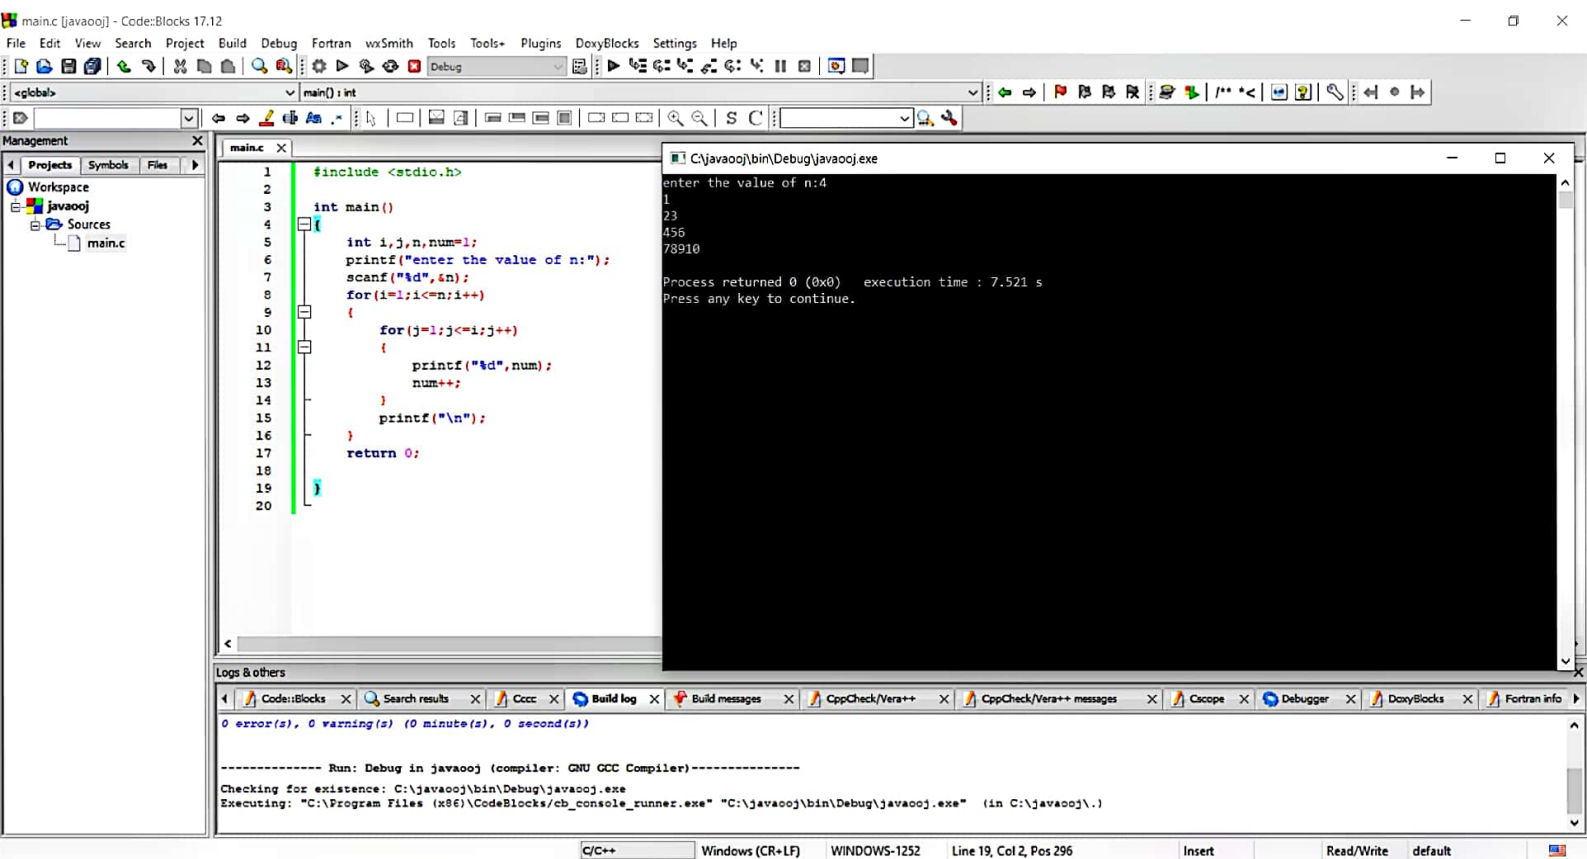 main.c [javaooj] - Code::Blocks 17.12
File Edit View Search Project Build Debug Fortran wxSmith Tools Tools+ Plugins DoxyBlocks Settings Help
Debug
<global> main() : int
/** *<
S C
Management
Projects Symbols Files
Workspace
javaooj
Sources
main.c
main.c
1 #include <stdio.h>
2
3 int main()
4 {
5 int i,j,n,num=1;
6 printf("enter the value of n:");
7 scanf("%d",&n);
8 for(i=1;i<=n;i++)
9 {
10 for(j=1;j<=i;j++)
11 {
12 printf("%d",num);
13 num++;
14 }
15 printf("\n");
16 }
17 return 0;
18
19 }
20
C:\javaooj\bin\Debug\javaooj.exe
enter the value of n:4
1
23
456
78910
Process returned 0 (0x0) execution time : 7.521 s
Press any key to continue.
Logs & others
Code::Blocks Search results Cccc Build log Build messages CppCheck/Vera++ CppCheck/Vera++ messages Cscope Debugger DoxyBlocks Fortran info
0 error(s), 0 warning(s) (0 minute(s), 0 second(s))
-------------- Run: Debug in javaooj (compiler: GNU GCC Compiler)---------------
Checking for existence: C:\javaooj\bin\Debug\javaooj.exe
Executing: "C:\Program Files (x86)\CodeBlocks/cb_console_runner.exe" "C:\javaooj\bin\Debug\javaooj.exe" (in C:\javaooj\.)
C/C++ Windows (CR+LF) WINDOWS-1252 Line 19, Col 2, Pos 296 Insert Read/Write default